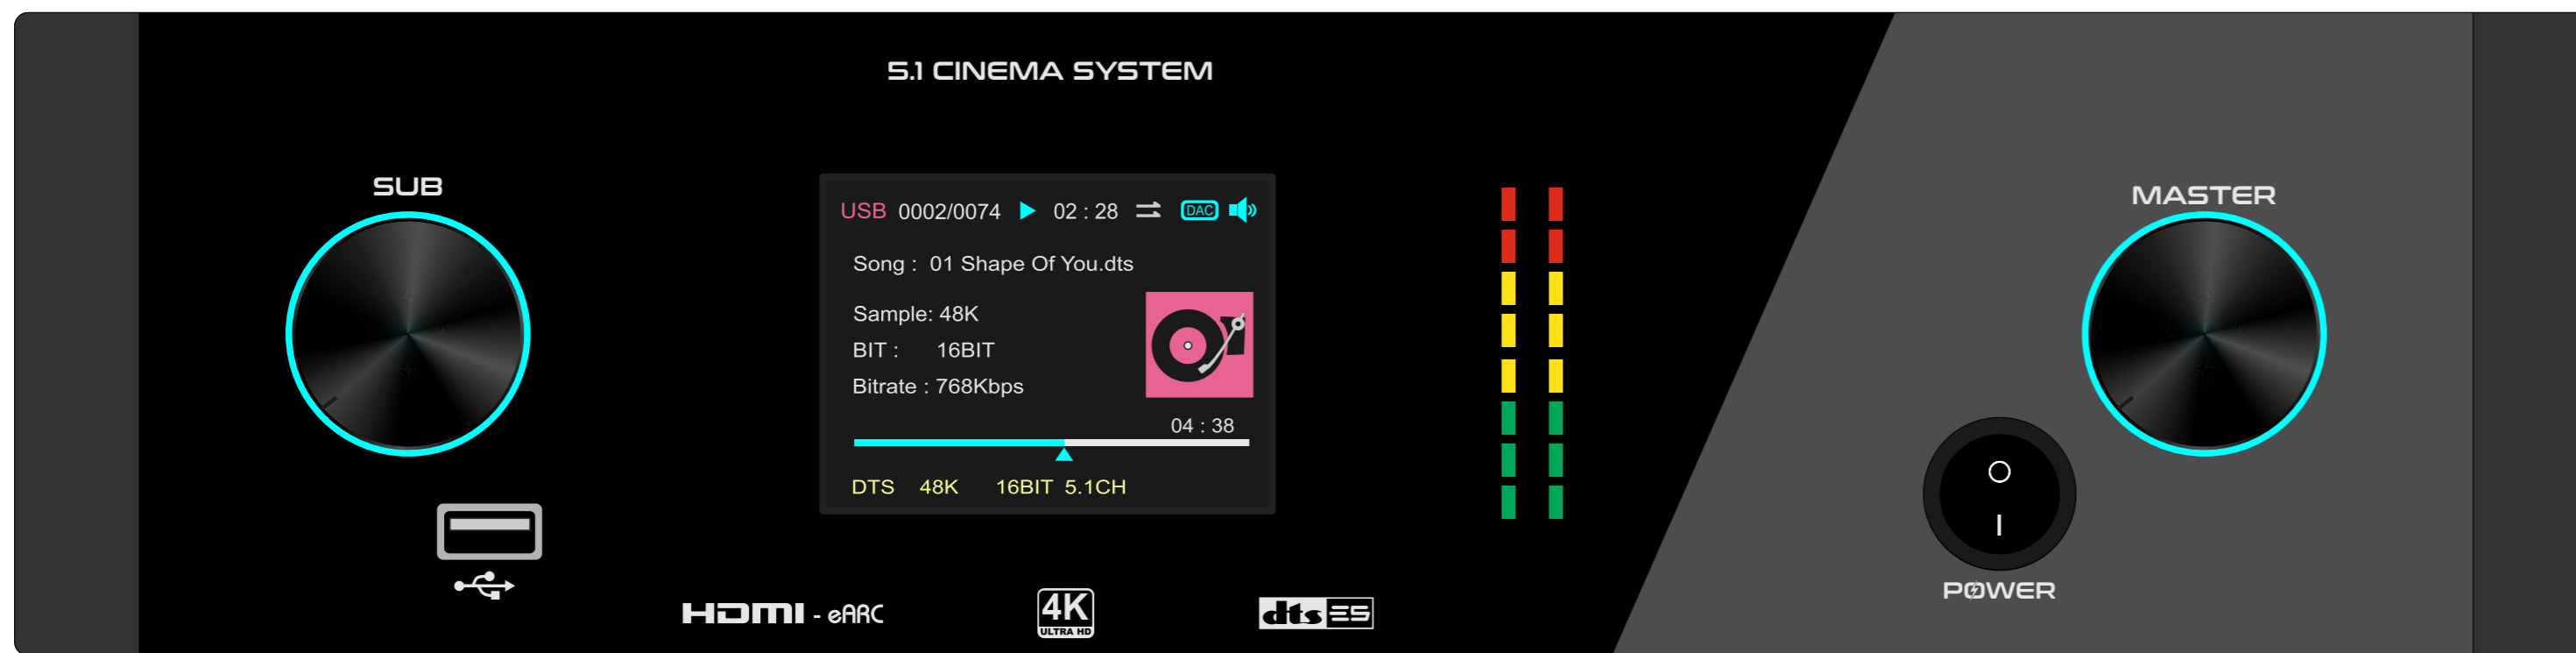 5.1 CINEMA SYSTEM
SUB
MASTER
USB 0002/0074 02 : 28 DAC
Song : 01 Shape Of You.dts
Sample: 48K
BIT : 16BIT
Bitrate : 768Kbps
04 : 38
DTS 48K 16BIT 5.1CH
POWER
HDMI - eARC
4K
ULTRA HD
dts ES